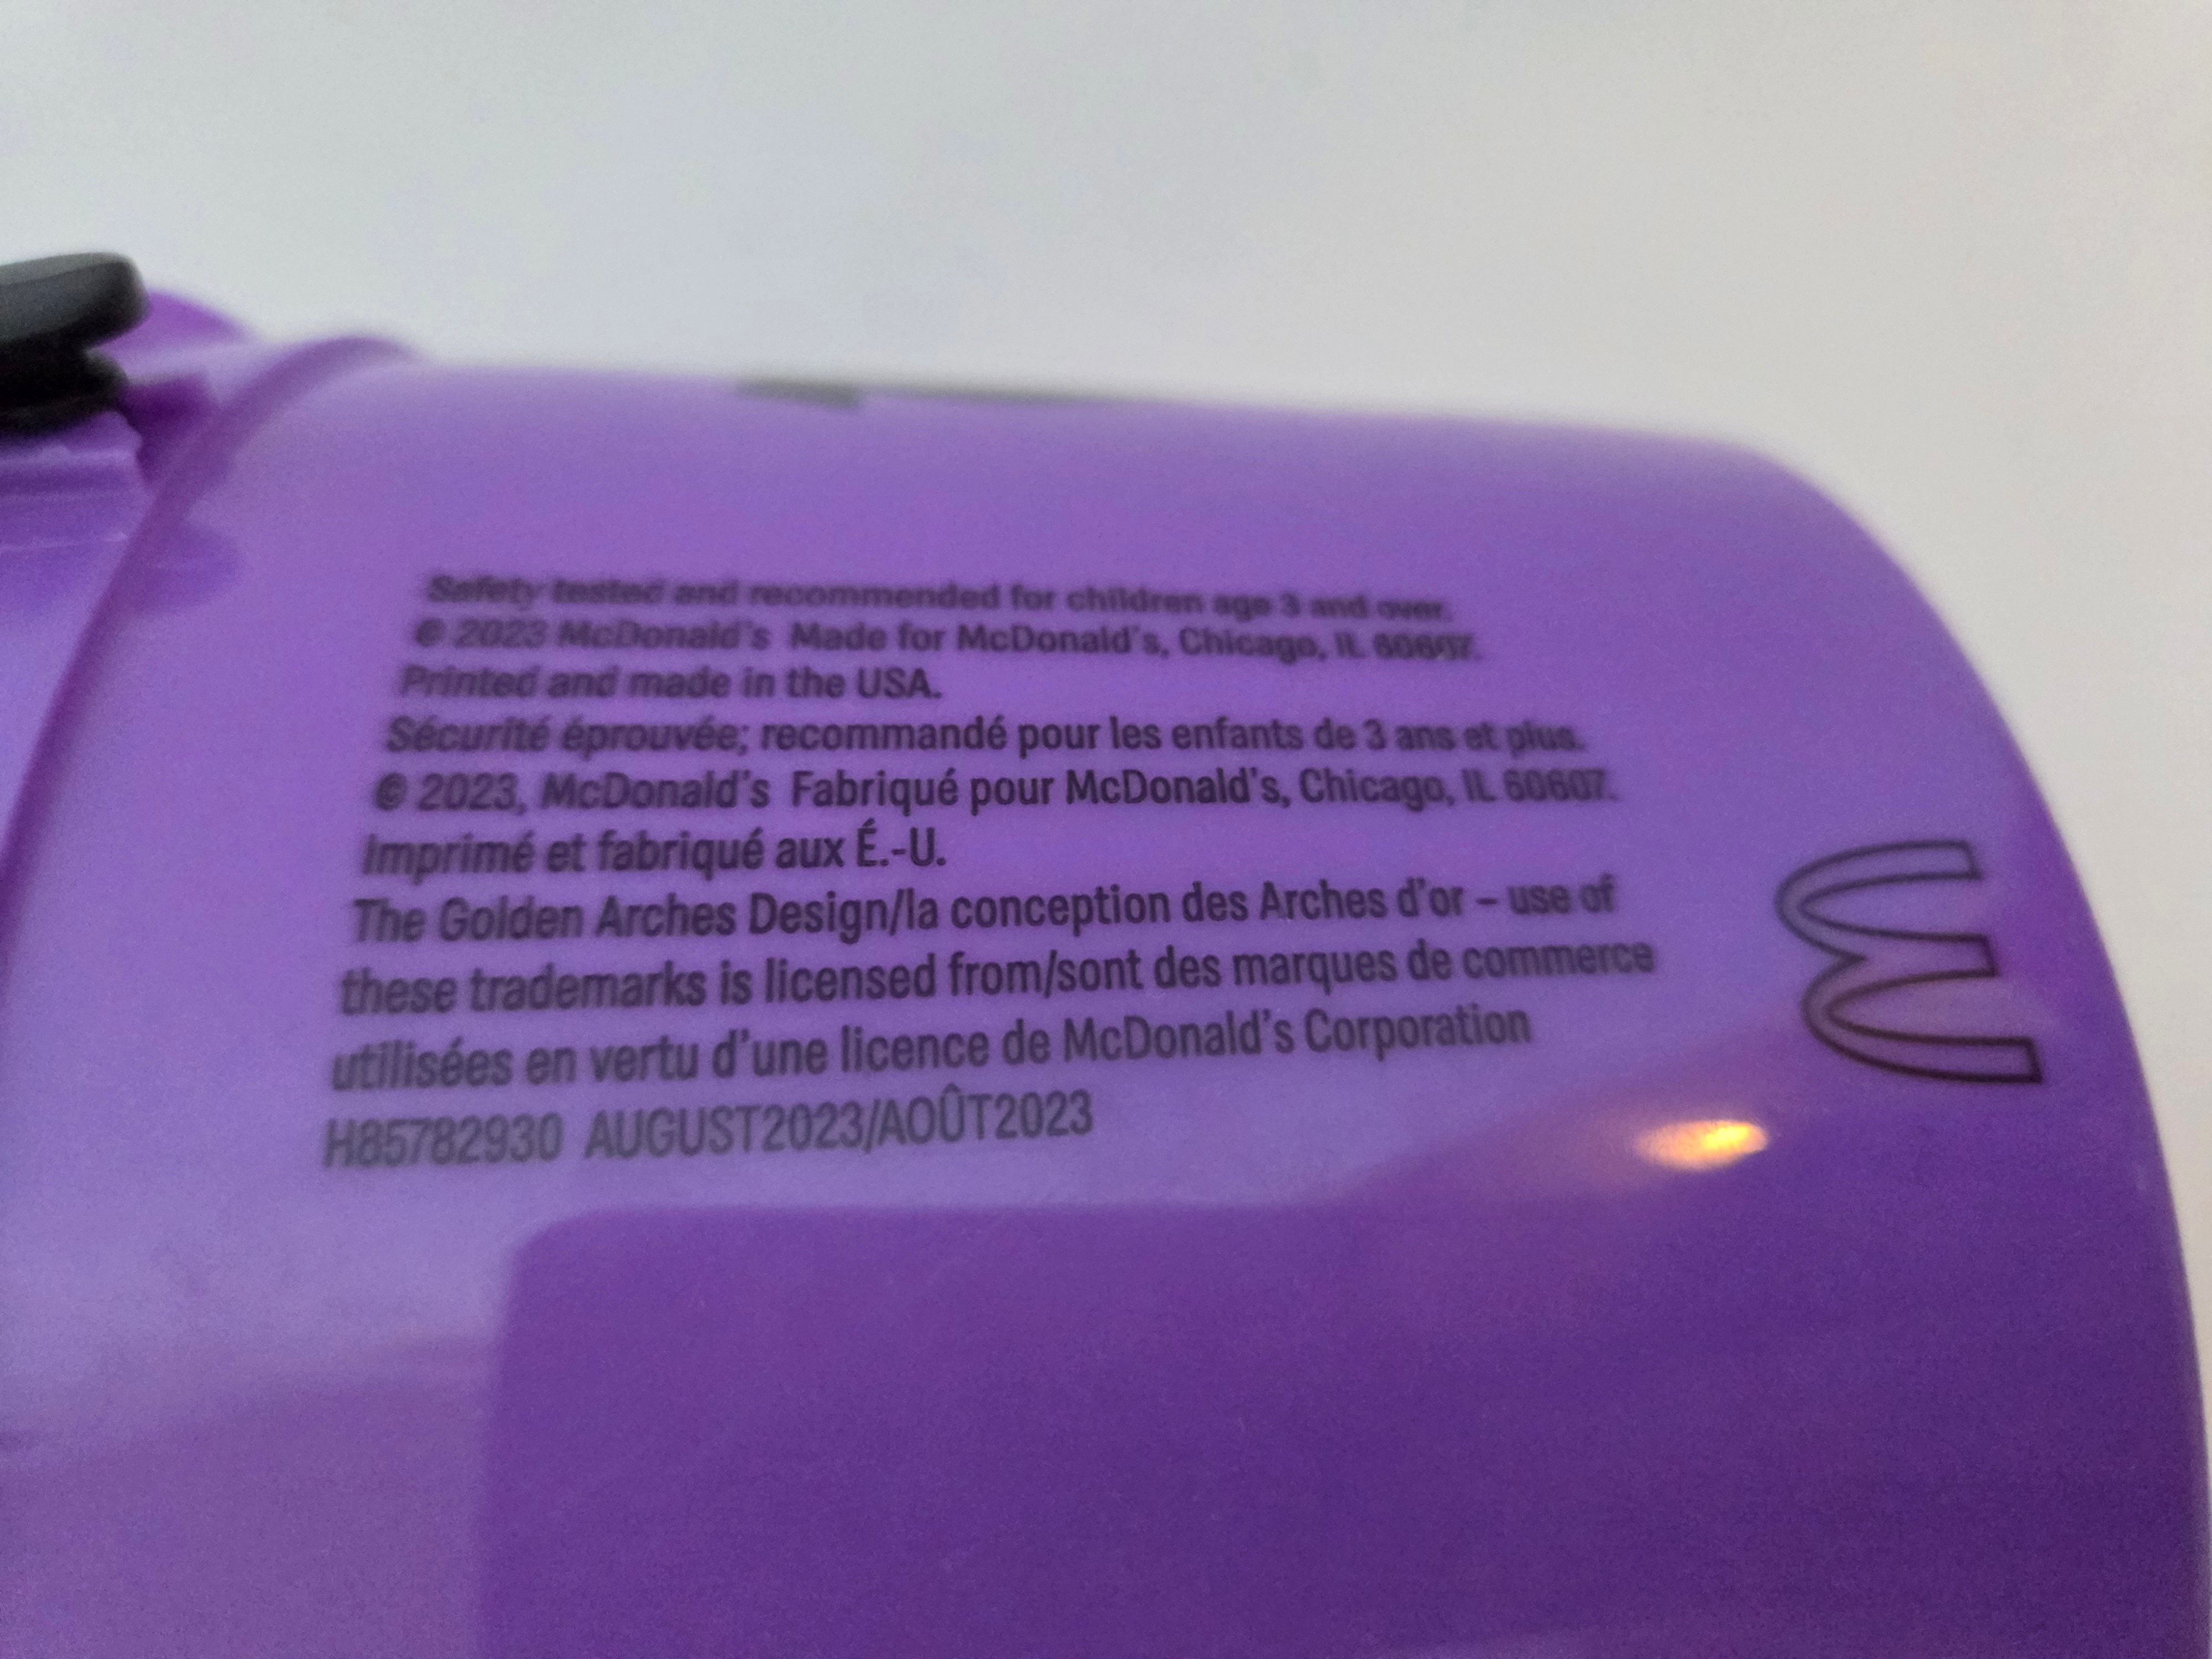 Safety tested and recommended for children age 3 and over.
© 2023 McDonald's Made for McDonald's, Chicago, IL 60607.
Printed and made in the USA.
Sécurité éprouvée; recommandé pour les enfants de 3 ans et plus.
© 2023, McDonald's Fabriqué pour McDonald's, Chicago, IL 60607.
Imprimé et fabriqué aux É.-U.
The Golden Arches Design/la conception des Arches d'or – use of
these trademarks is licensed from/sont des marques de commerce
utilisées en vertu d'une licence de McDonald's Corporation
H85782930 AUGUST2023/AOÛT2023